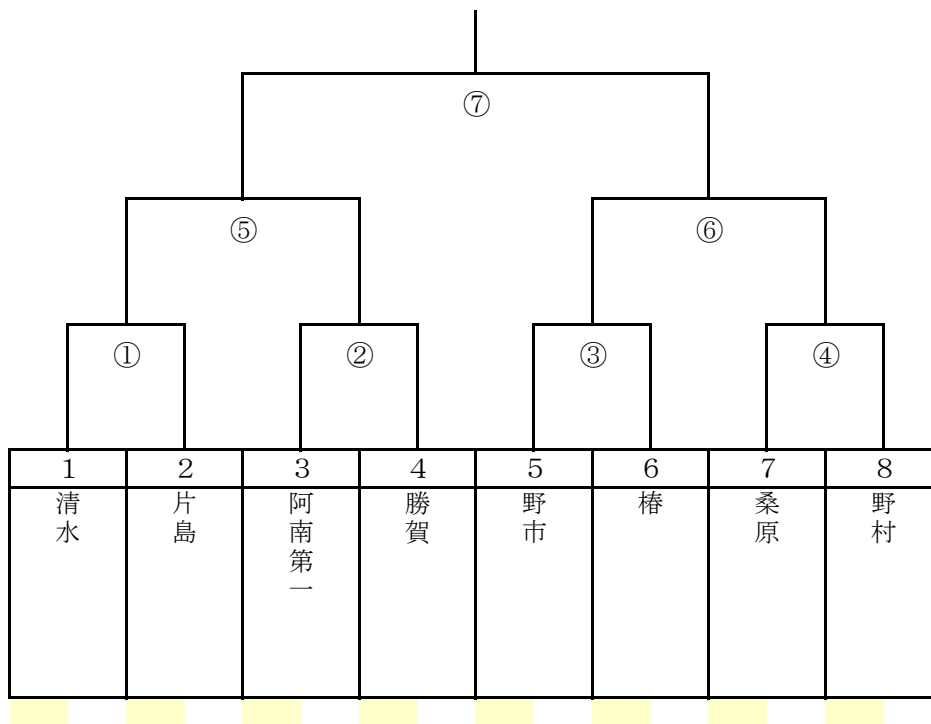 ⑦
⑤
⑥
①
②
③
④
１
２
３
４
５
６
７
８
清水
片島
阿南第一
勝賀
野市
椿
桑原
野村